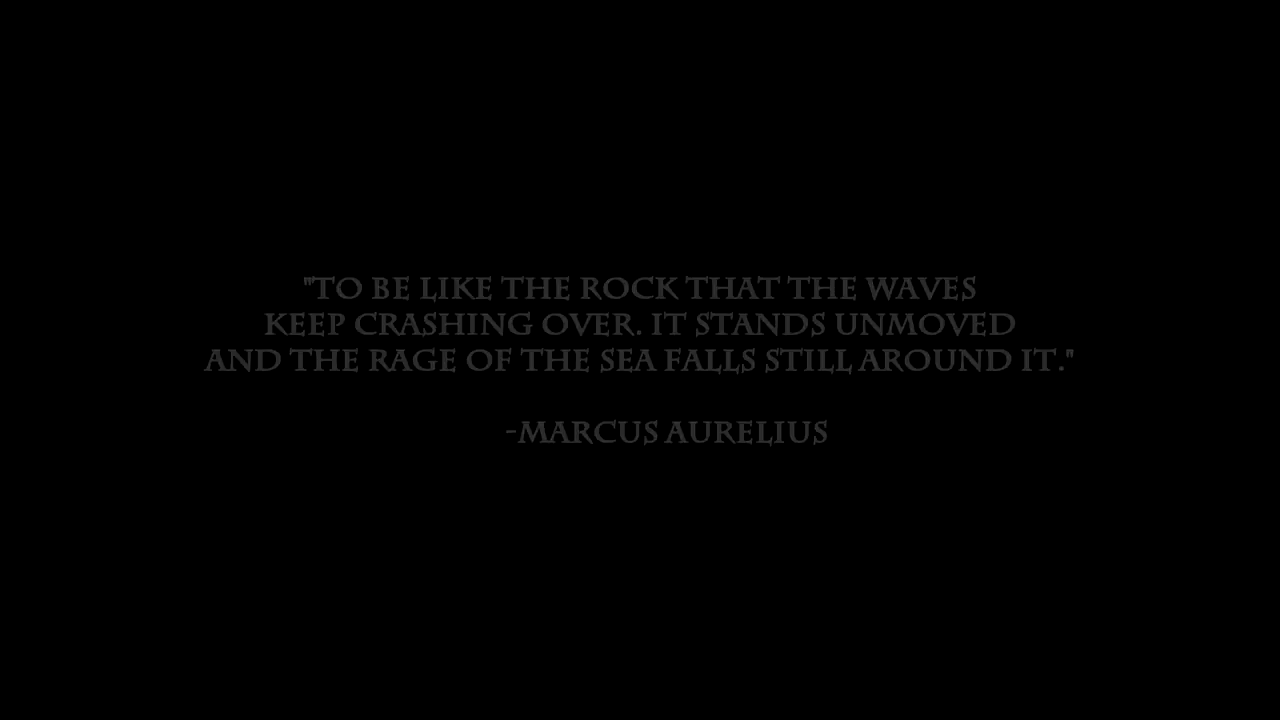 "TO BE LIKE THE ROCK THAT THE WAVES
KEEP CRASHING OVER. IT STANDS UNMOVED
AND THE RAGE OF THE SEA FALLS STILL AROUND IT."
-MARCUS AURELIUS